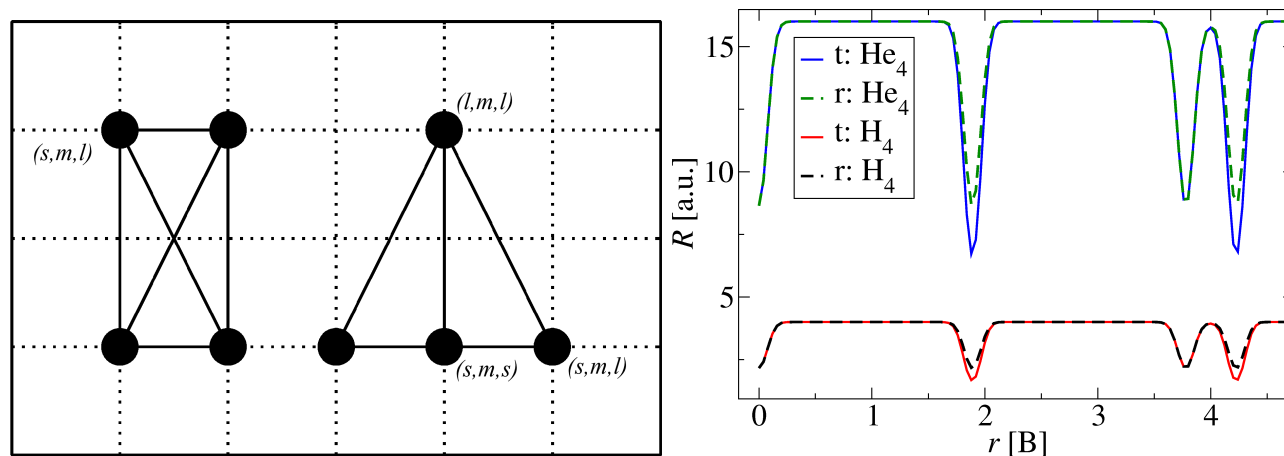 (s,m,l)
(l,m,l)
(s,m,s)
(s,m,l)
R [a.u.]
15
10
5
t: He4
r: He4
t: H4
r: H4
0
1
2
3
4
r [B]